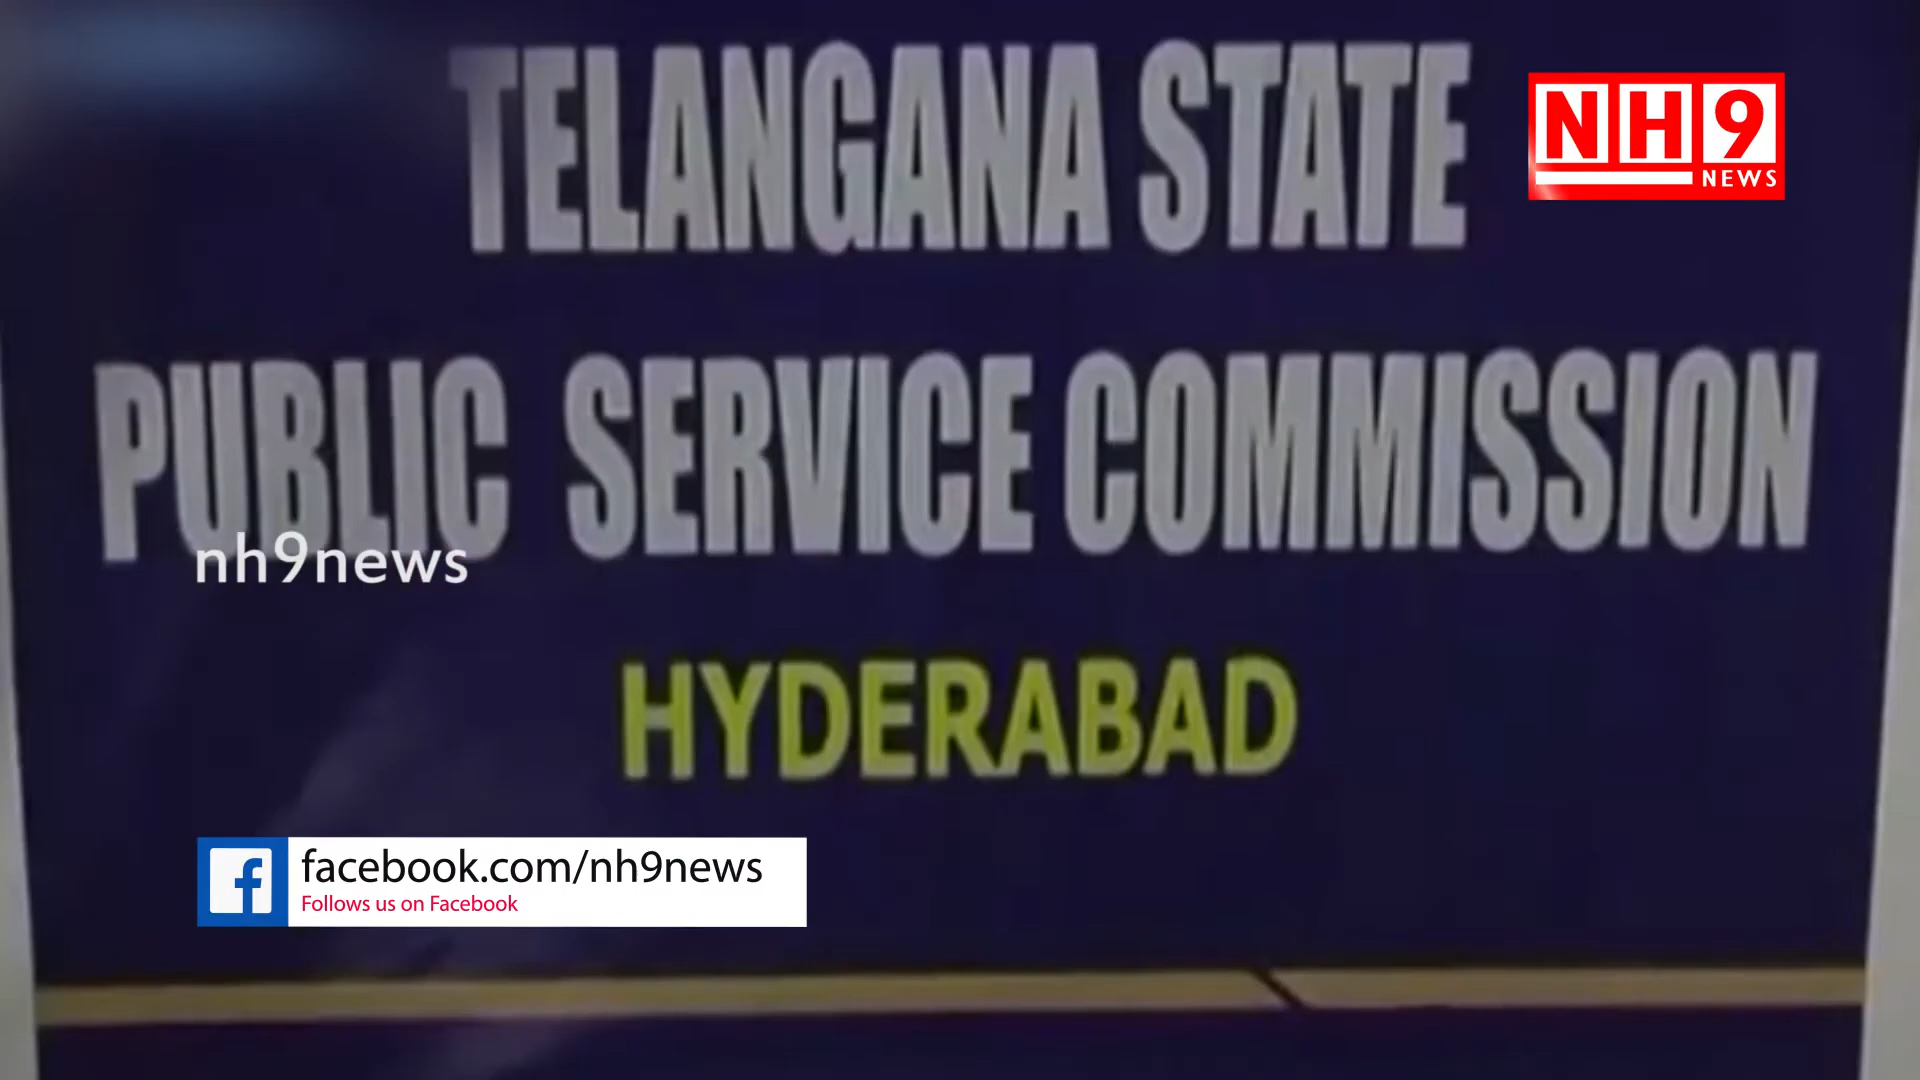 TELANGANA STATE
NH9
NEWS
PUBLIC SERVICE COMMISSION
nh9news
HYDERABAD
facebook.com/nh9news
Follows us on Facebook